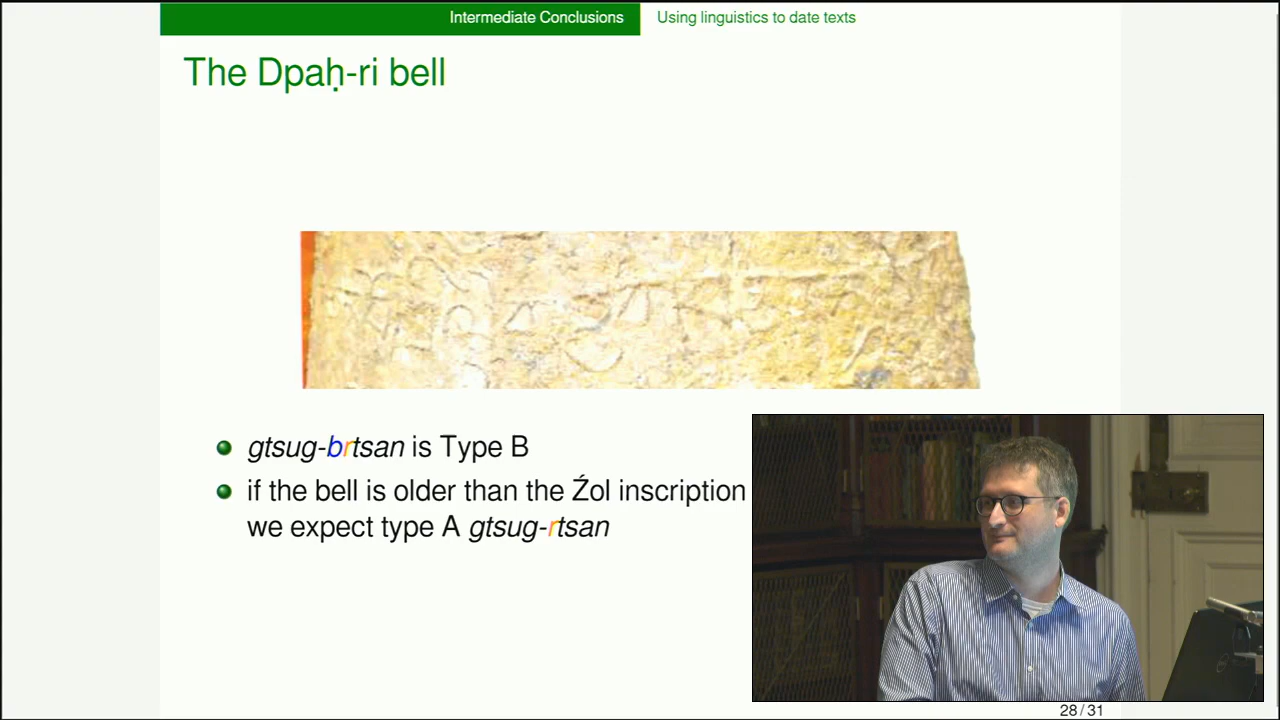 Intermediate Conclusions
Using linguistics to date texts
The Dpaḥ-ri bell
gtsug-brtsan is Type B
if the bell is older than the Źol inscription
we expect type A gtsug-rtsan
28 / 31